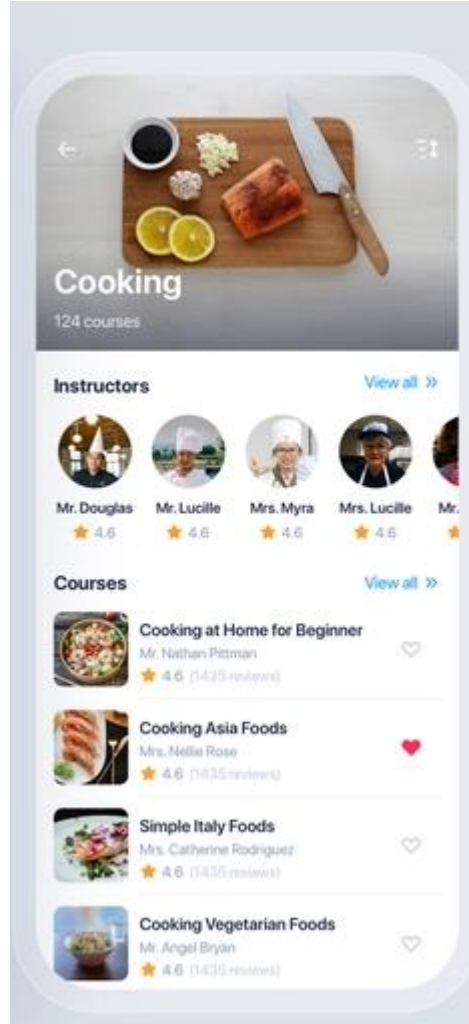 Cooking
124 courses
Instructors
View all »
Mr. Douglas
Mr. Lucille
Mrs. Myra
Mrs. Lucille
Mr.
4.6
4.6
4.6
4.6
Courses
View all »
Cooking at Home for Beginner
Mr. Nathan Pittman
4.6 (1435 reviews)
Cooking Asia Foods
Mrs. Nellie Rose
4.6 (1435 reviews)
Simple Italy Foods
Mrs. Catherine Rodriguez
4.6 (1435 reviews)
Cooking Vegetarian Foods
Mr. Angel Bryan
4.6 (1435 reviews)